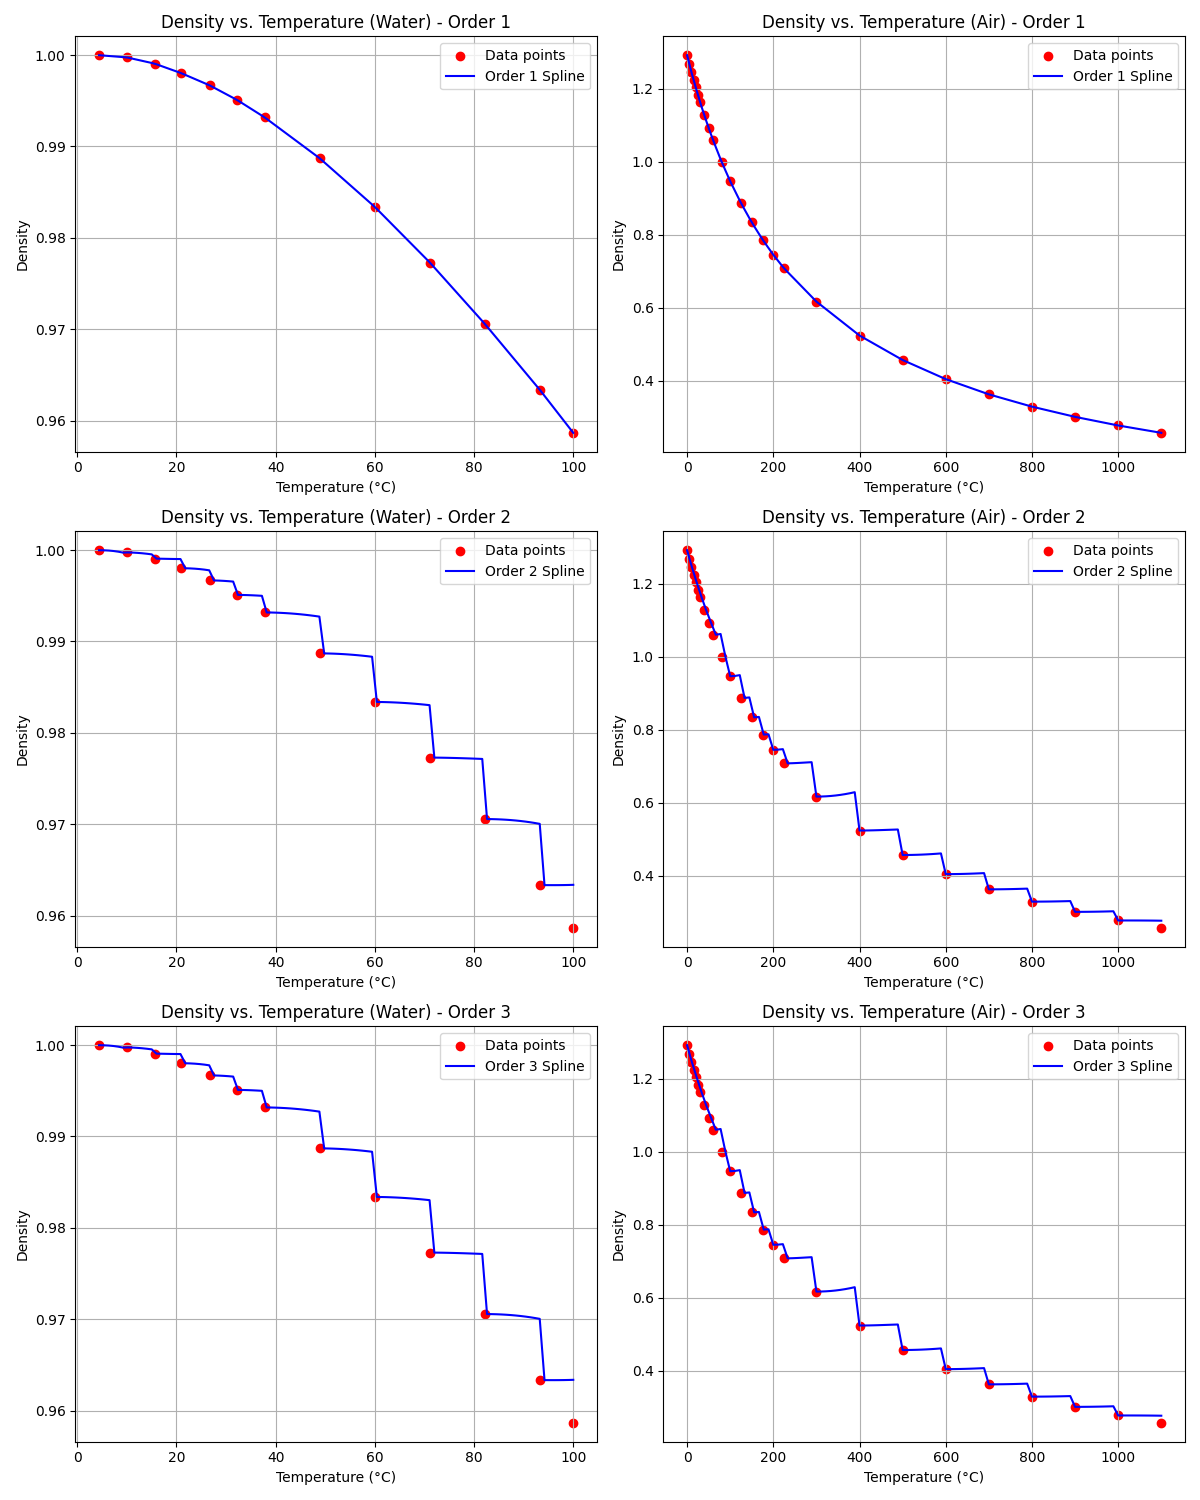 Density vs. Temperature (Water) - Order 1
Data points
Order 1 Spline
1.00
0.99
0.98
0.97
0.96
Density
0
20
40
60
80
100
Temperature (°C)
Density vs. Temperature (Air) - Order 1
Data points
Order 1 Spline
1.2
1.0
0.8
0.6
0.4
Density
0
200
400
600
800
1000
Temperature (°C)
Density vs. Temperature (Water) - Order 2
Data points
Order 2 Spline
1.00
0.99
0.98
0.97
0.96
Density
0
20
40
60
80
100
Temperature (°C)
Density vs. Temperature (Air) - Order 2
Data points
Order 2 Spline
1.2
1.0
0.8
0.6
0.4
Density
0
200
400
600
800
1000
Temperature (°C)
Density vs. Temperature (Water) - Order 3
Data points
Order 3 Spline
1.00
0.99
0.98
0.97
0.96
Density
0
20
40
60
80
100
Temperature (°C)
Density vs. Temperature (Air) - Order 3
Data points
Order 3 Spline
1.2
1.0
0.8
0.6
0.4
Density
0
200
400
600
800
1000
Temperature (°C)